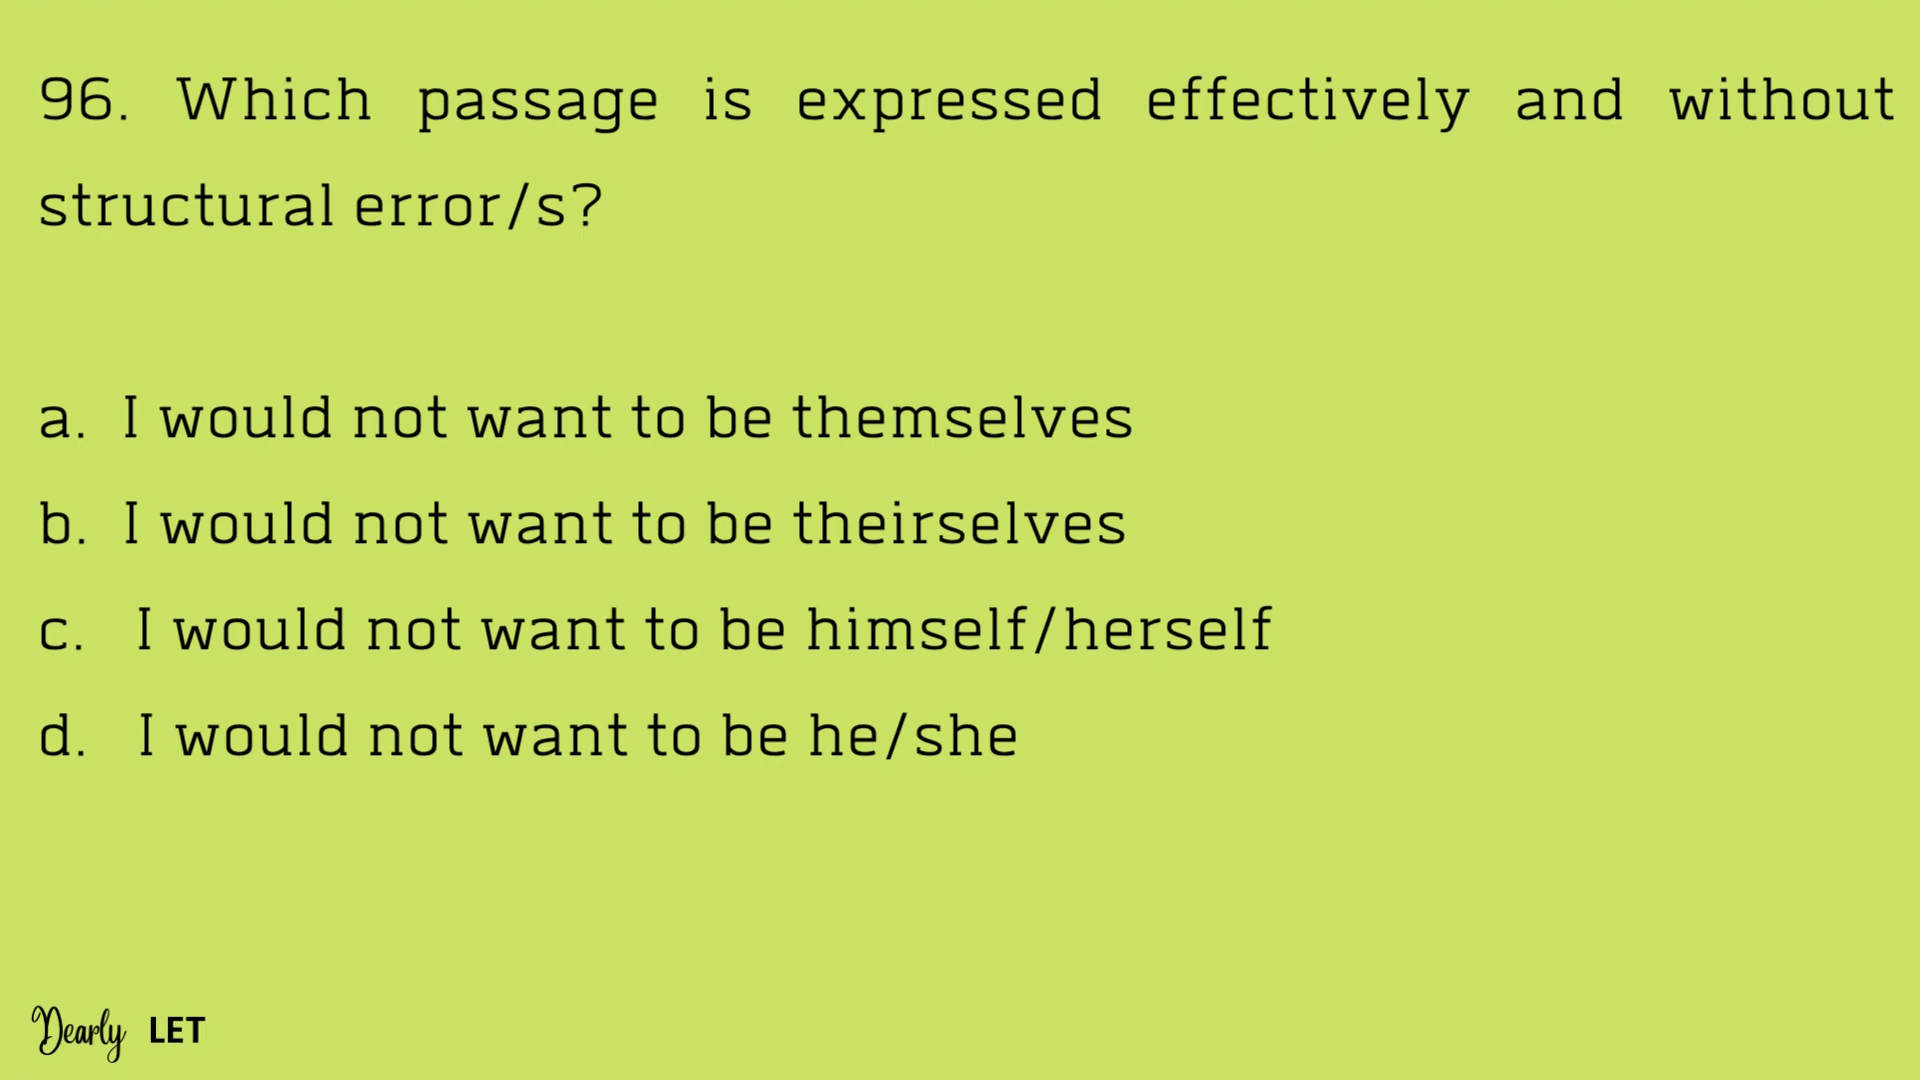 96. Which passage is expressed effectively and without
structural error/s?
a. I would not want to be themselves
b. I would not want to be theirselves
c. I would not want to be himself/herself
d. I would not want to be he/she
Dearly LET